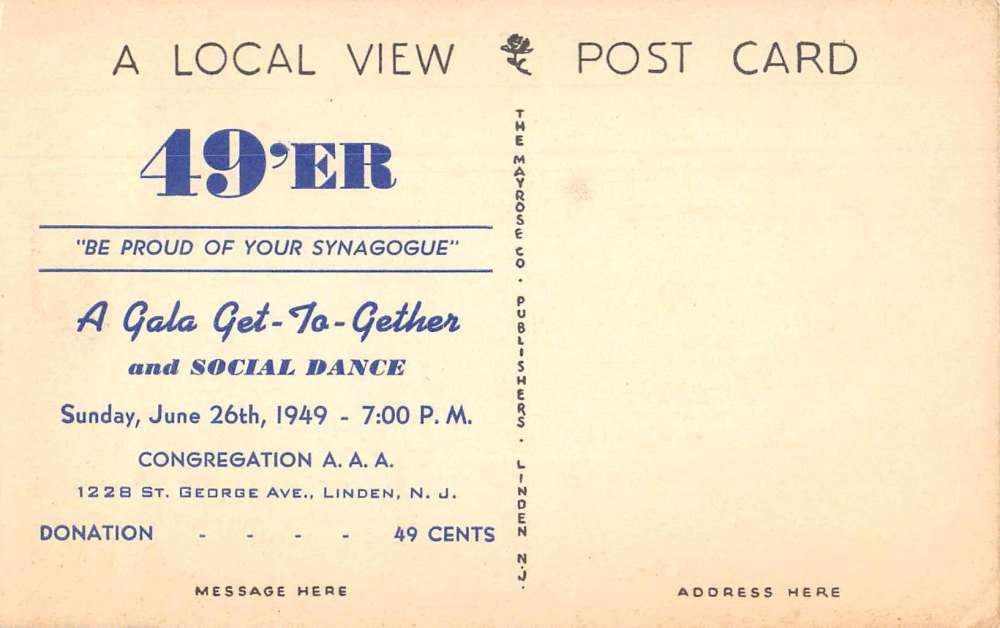 A LOCAL VIEW POST CARD
49'ER
"BE PROUD OF YOUR SYNAGOGUE"
A Gala Get-To-Gether
and SOCIAL DANCE
Sunday, June 26th, 1949 - 7:00 P. M.
CONGREGATION A. A. A.
1228 ST. GEORGE AVE., LINDEN, N. J.
DONATION - - - - 49 CENTS
MESSAGE HERE
THE MAYROSE CO. PUBLISHERS. LINDEN N.J.
ADDRESS HERE